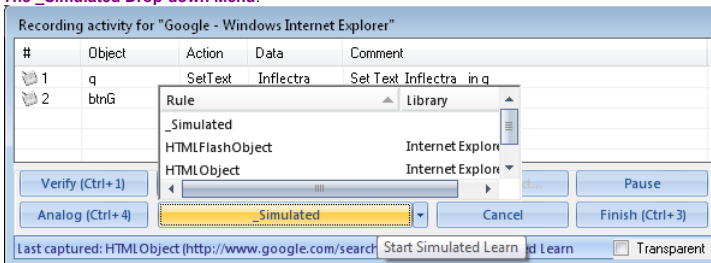 The _Simulated Drop-down Menu:
Recording activity for "Google - Windows Internet Explorer"
# Object Action Data Comment
1 q SetText Inflectra Set Text Inflectra in q
2 btnG
Rule Library
_Simulated
HTMLFlashObject Internet Explore
HTMLObject Internet Explore
Verify (Ctrl+1) Pause
Analog (Ctrl+4) _Simulated Cancel Finish (Ctrl+3)
Last captured: HTMLObject (http://www.google.com/search Start Simulated Learn d Learn Transparent